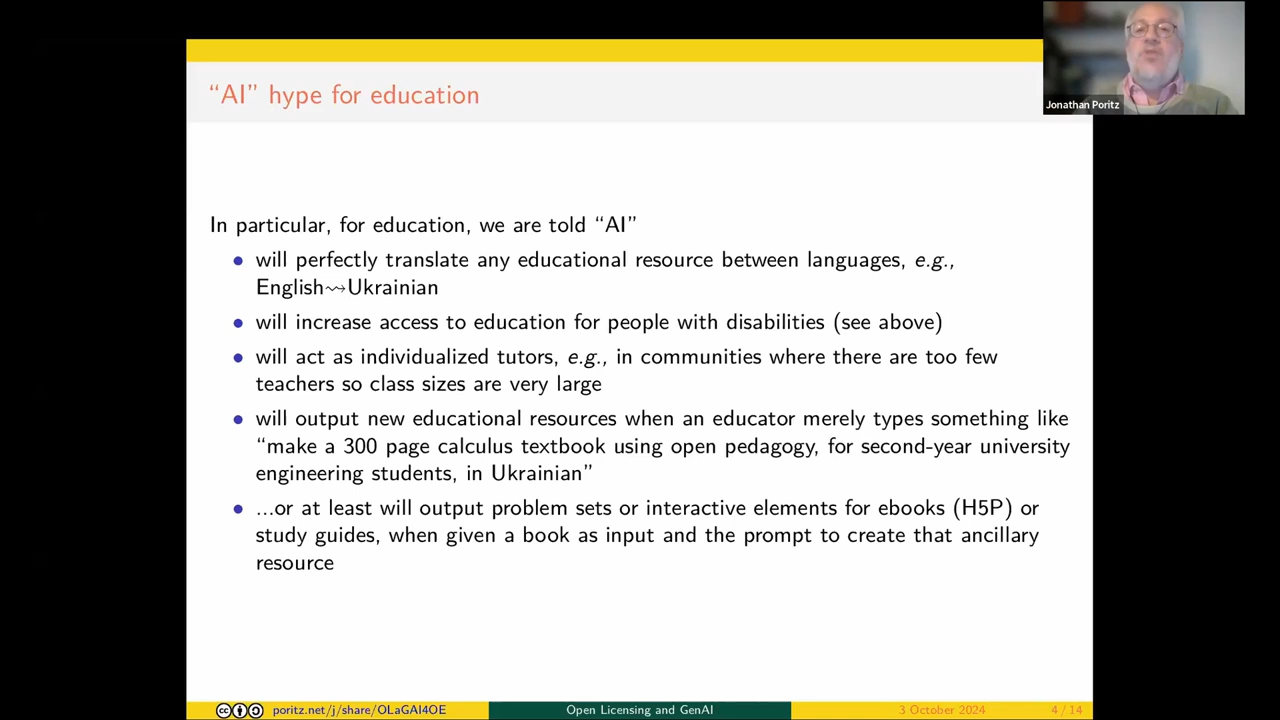 Jonathan Poritz
“AI” hype for education
In particular, for education, we are told “AI”
• will perfectly translate any educational resource between languages, e.g.,
English⇝Ukrainian
• will increase access to education for people with disabilities (see above)
• will act as individualized tutors, e.g., in communities where there are too few
teachers so class sizes are very large
• will output new educational resources when an educator merely types something like
“make a 300 page calculus textbook using open pedagogy, for second-year university
engineering students, in Ukrainian”
• ...or at least will output problem sets or interactive elements for ebooks (H5P) or
study guides, when given a book as input and the prompt to create that ancillary
resource
poritz.net/j/share/OLaGAI4OE
Open Licensing and GenAI
3 October 2024
4 / 14